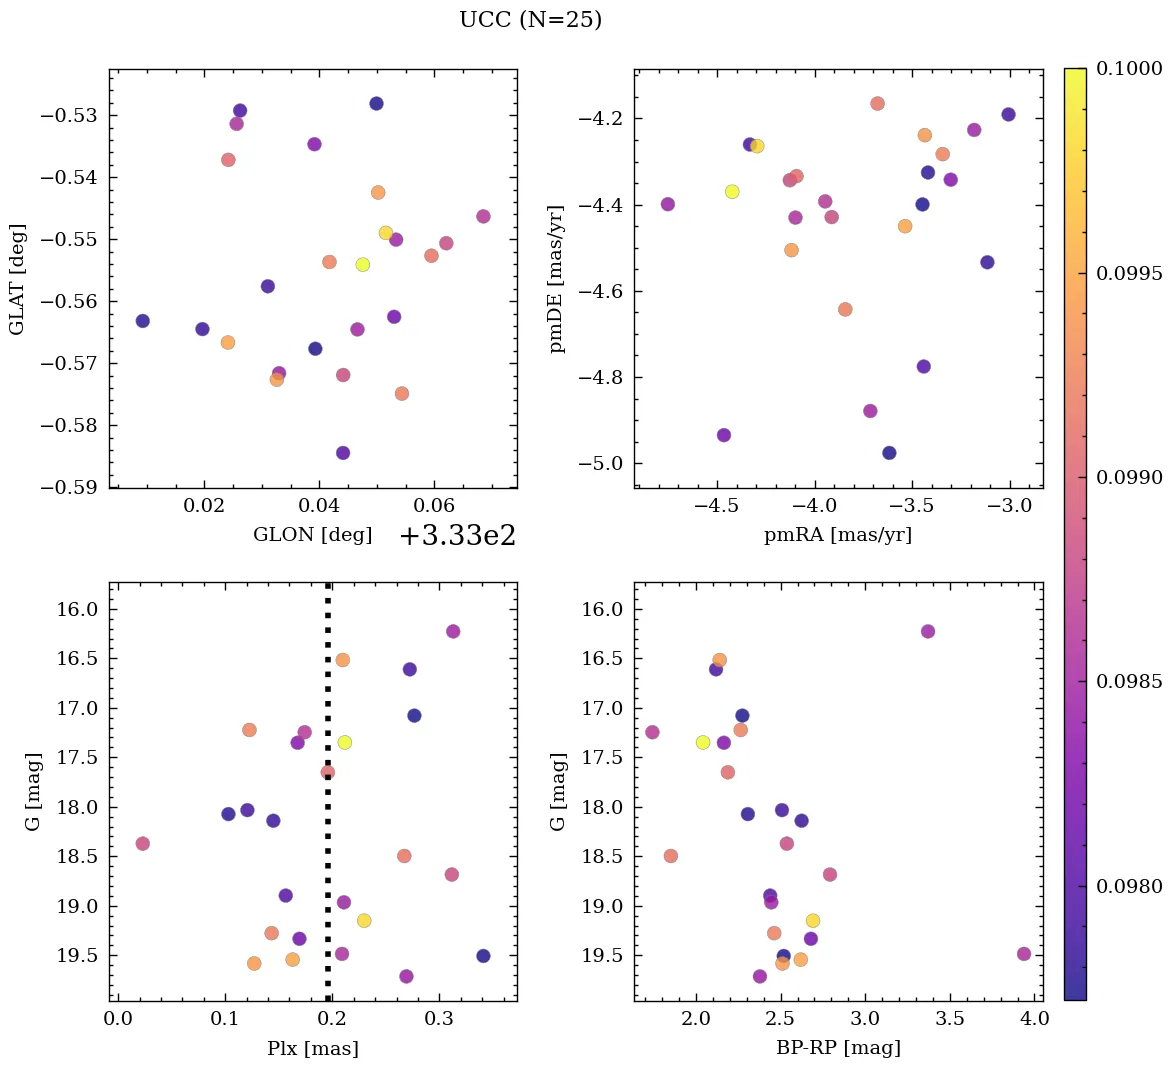 UCC (N=25)
−0.53
−0.54
−0.55
−0.56
−0.57
−0.58
−0.59
GLAT [deg]
0.02 0.04 0.06
GLON [deg]
+3.33e2
−4.2
−4.4
−4.6
−4.8
−5.0
pmDE [mas/yr]
−4.5 −4.0 −3.5 −3.0
pmRA [mas/yr]
16.0
16.5
17.0
17.5
18.0
18.5
19.0
19.5
G [mag]
0.0 0.1 0.2 0.3
Plx [mas]
16.0
16.5
17.0
17.5
18.0
18.5
19.0
19.5
G [mag]
2.0 2.5 3.0 3.5 4.0
BP-RP [mag]
0.1000
0.0995
0.0990
0.0985
0.0980